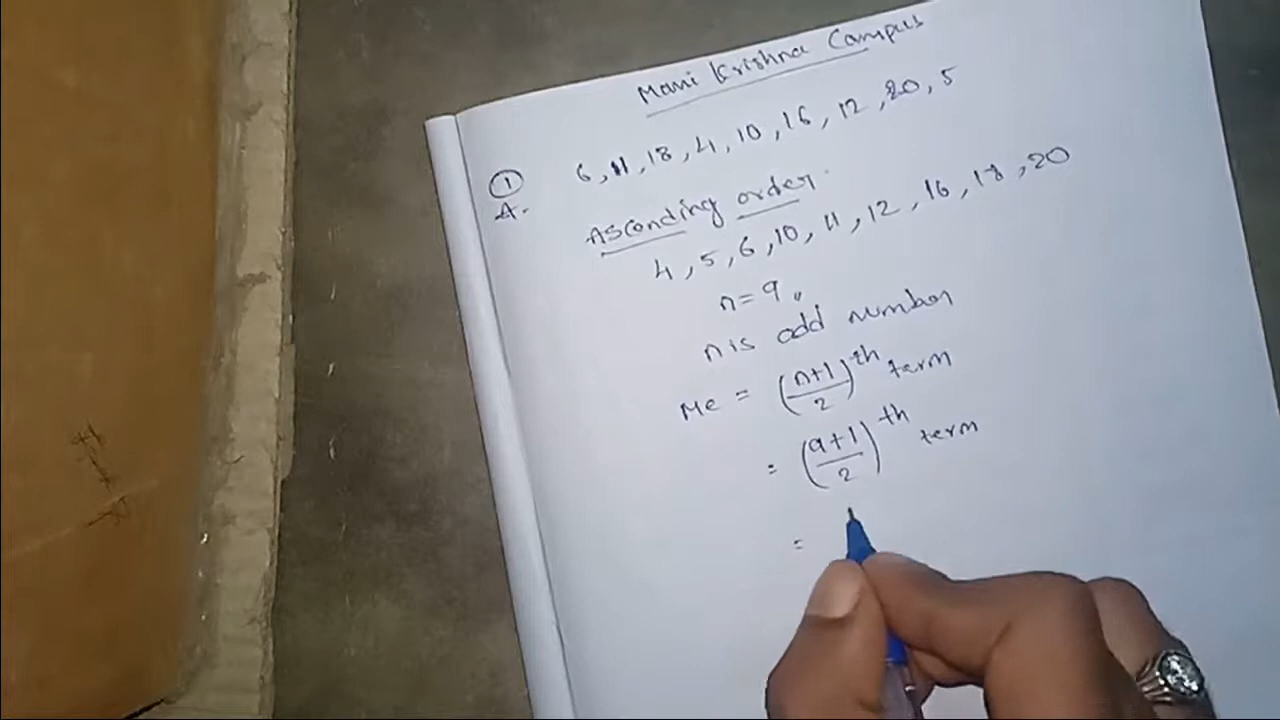 Mani Krishna Campus
① 6, 11, 18, 4, 10, 16, 12, 20, 5
A. Ascending order.
4, 5, 6, 10, 11, 12, 16, 18, 20
n = 9,,
n is odd number
Me = (n+1/2)th term
= (9+1/2)th term
=